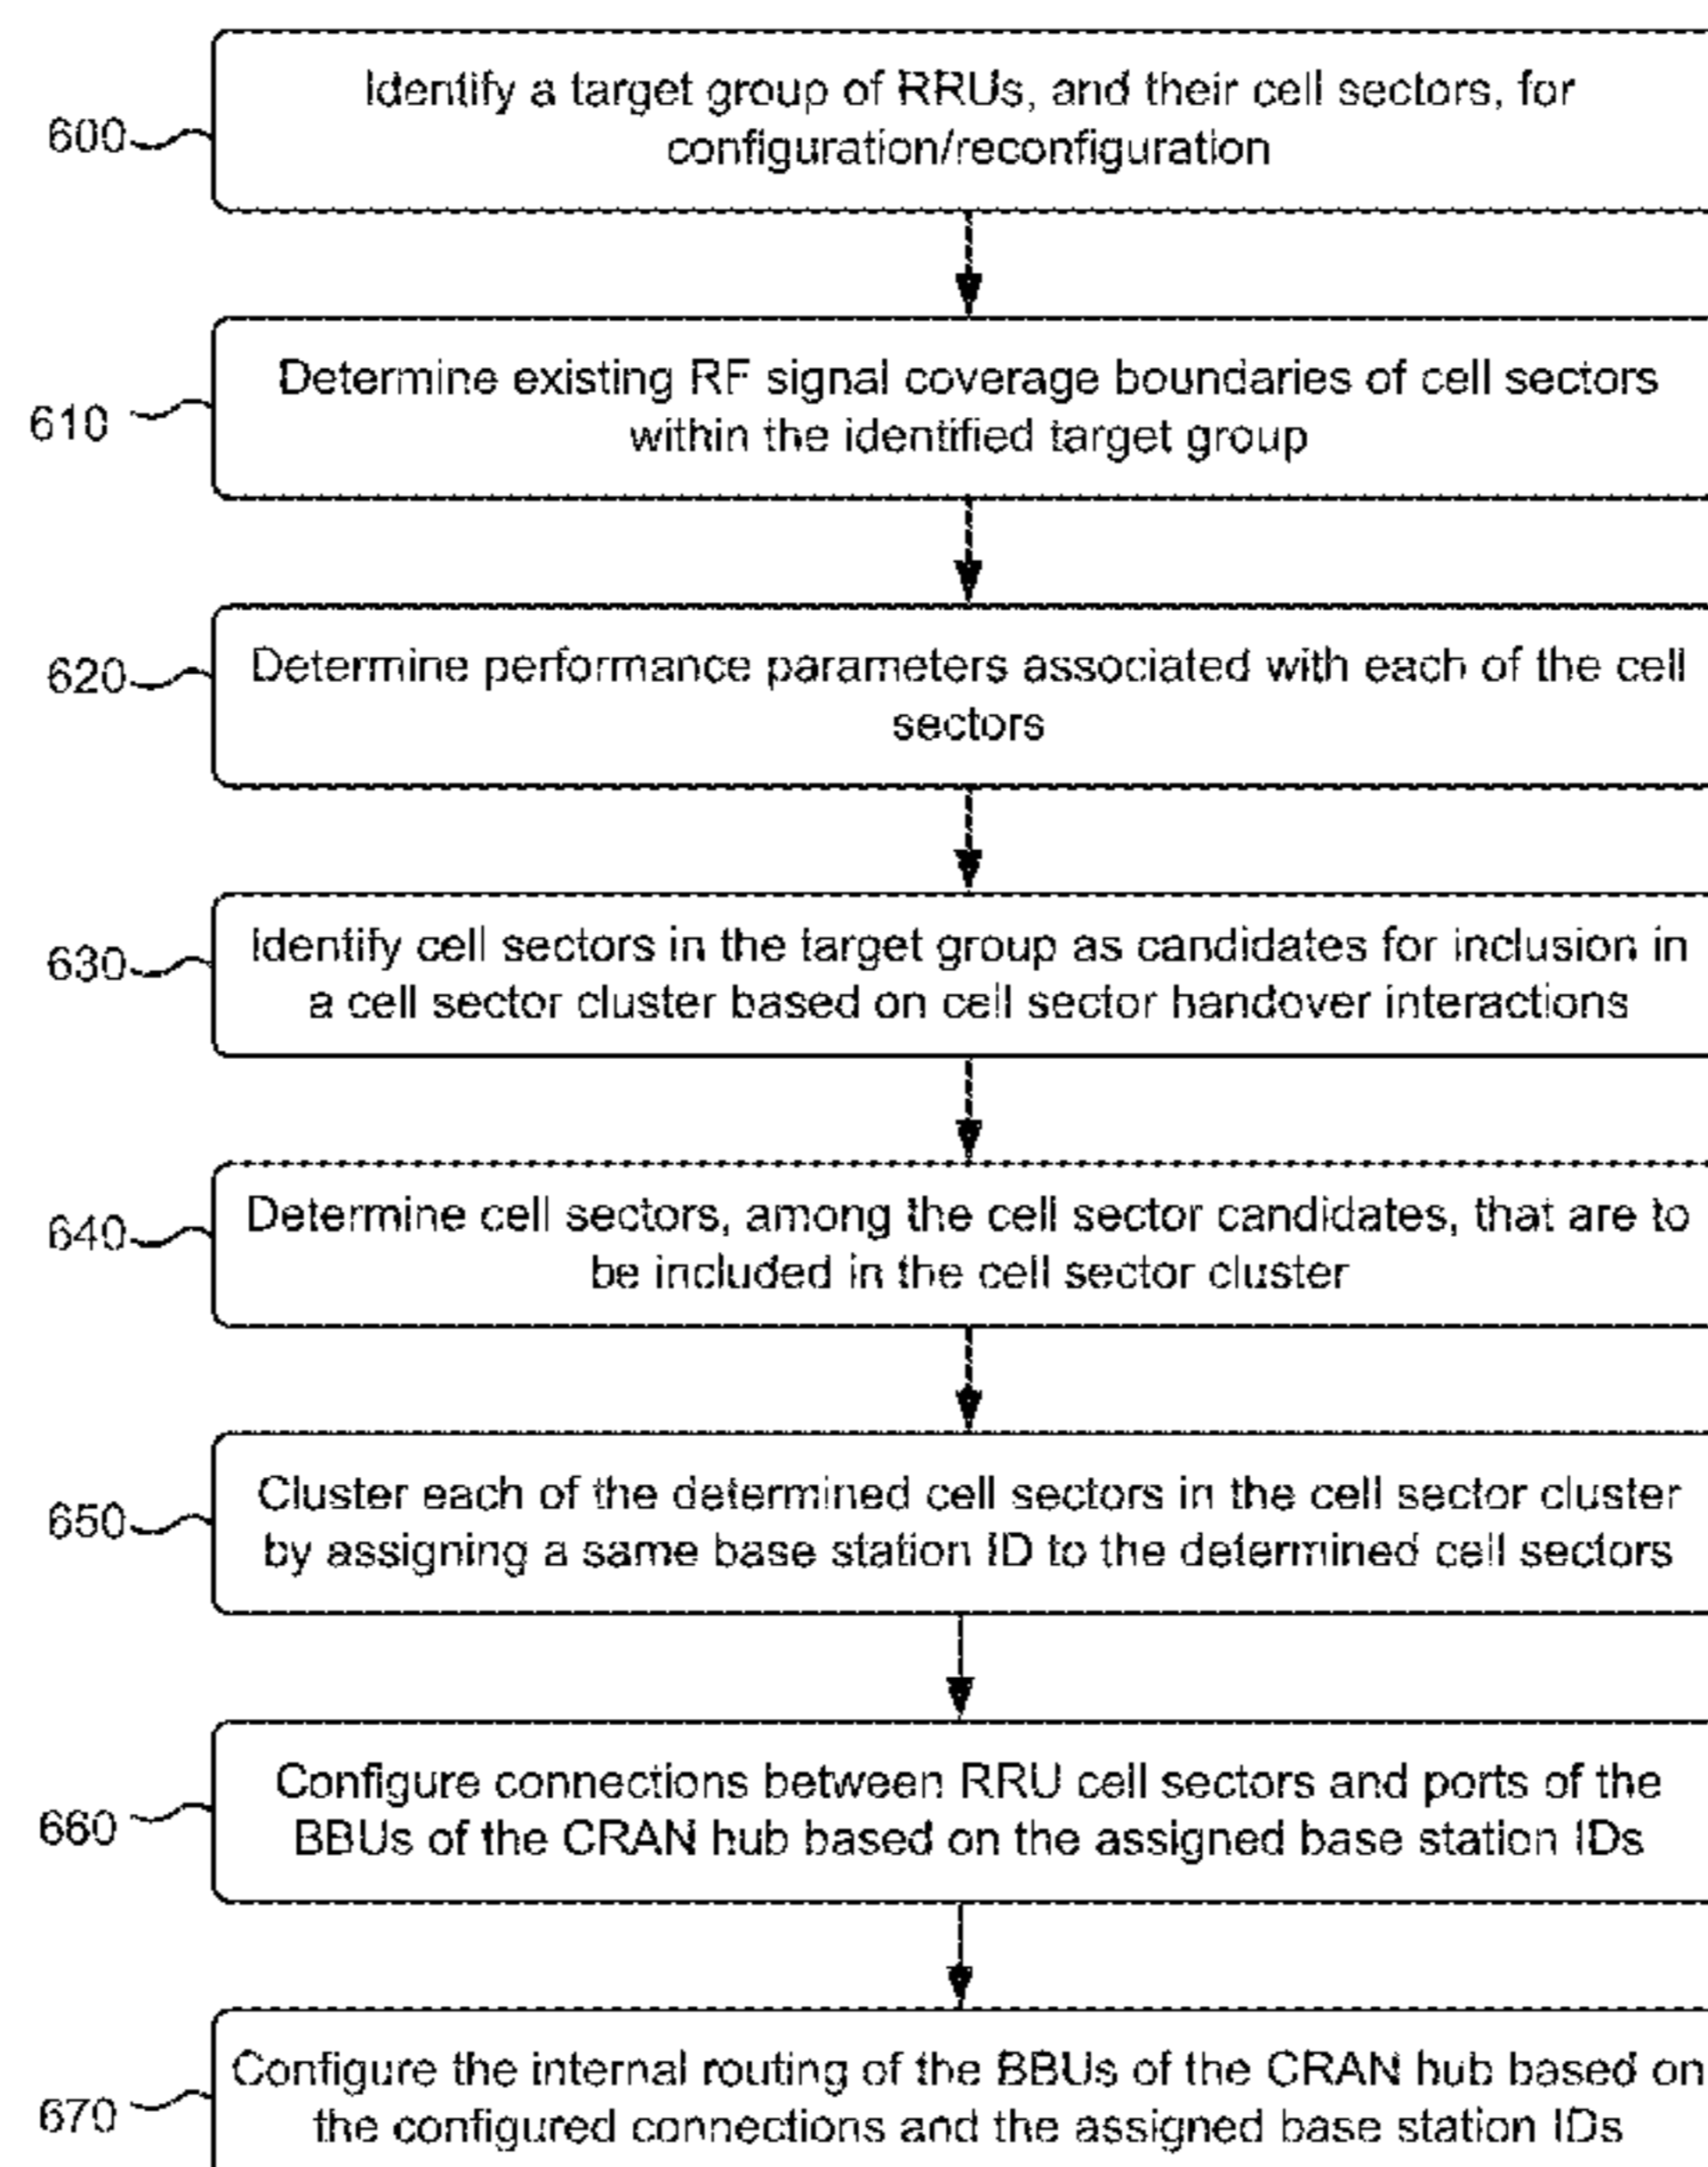 Identify a target group of RRUs, and their cell sectors, for
configuration/reconfiguration
600
Determine existing RF signal coverage boundaries of cell sectors
within the identified target group
610
Determine performance parameters associated with each of the cell
sectors
620
Identify cell sectors in the target group as candidates for inclusion in
a cell sector cluster based on cell sector handover interactions
630
Determine cell sectors, among the cell sector candidates, that are to
be included in the cell sector cluster
640
Cluster each of the determined cell sectors in the cell sector cluster
by assigning a same base station ID to the determined cell sectors
650
Configure connections between RRU cell sectors and ports of the
BBUs of the CRAN hub based on the assigned base station IDs
660
Configure the internal routing of the BBUs of the CRAN hub based on
the configured connections and the assigned base station IDs
670